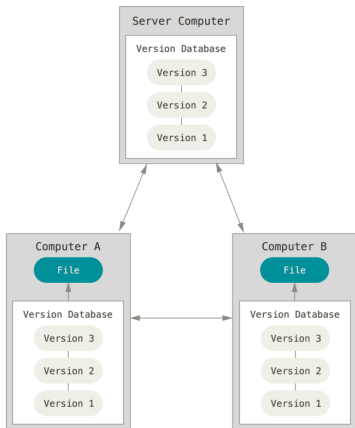 Server Computer
Version Database
Version 3
Version 2
Version 1
Computer A
File
Version Database
Version 3
Version 2
Version 1
Computer B
File
Version Database
Version 3
Version 2
Version 1